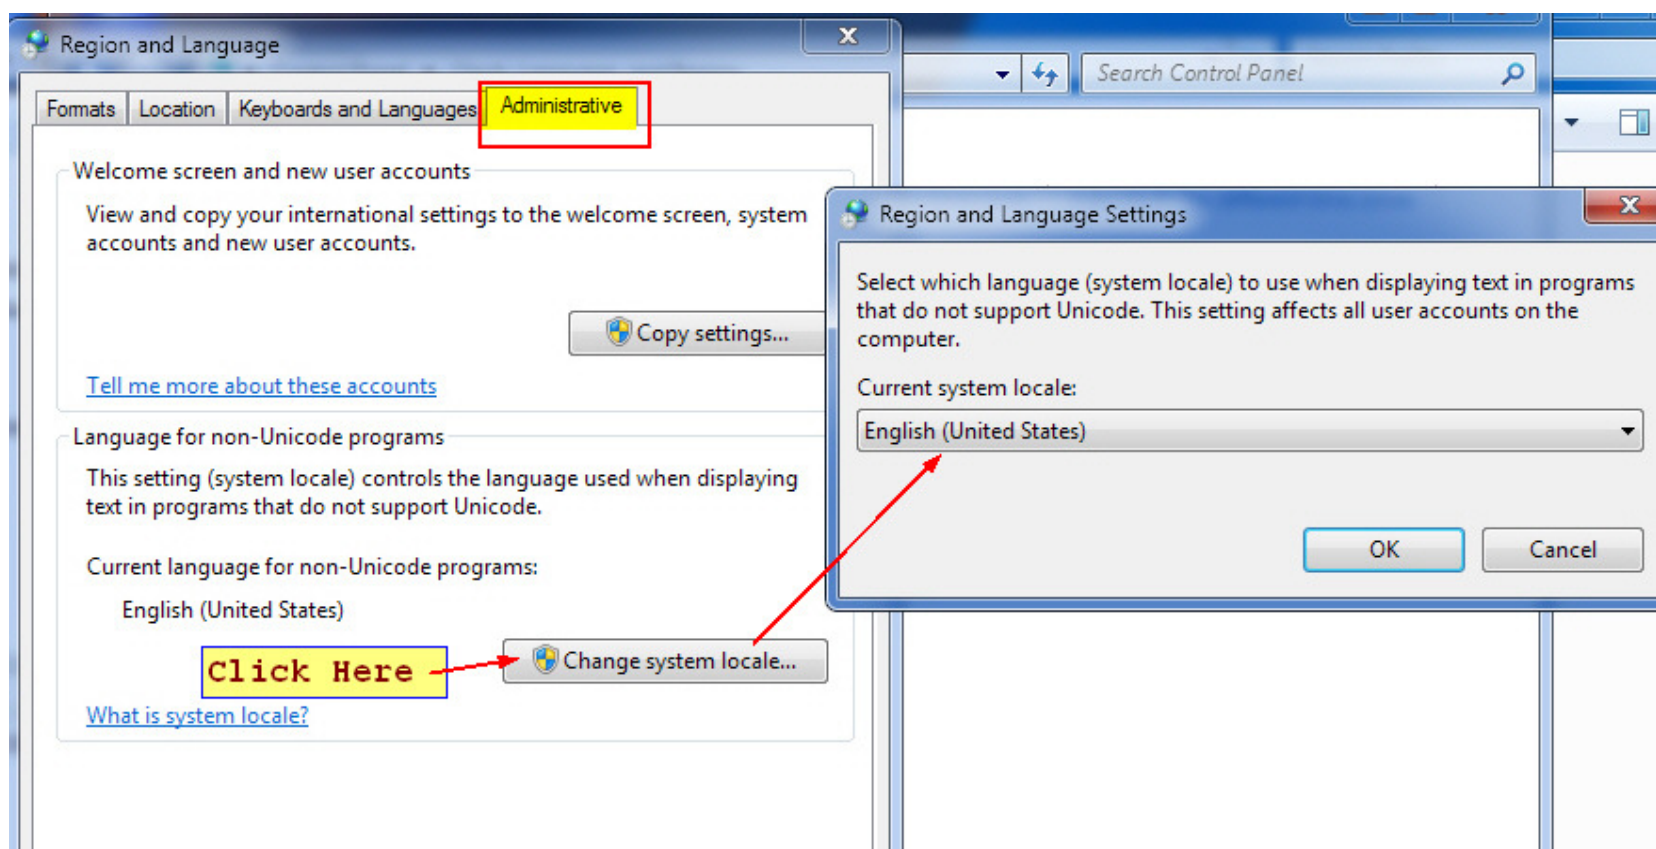 Region and Language
Search Control Panel
Formats
Location
Keyboards and Languages
Administrative
Welcome screen and new user accounts
View and copy your international settings to the welcome screen, system
accounts and new user accounts.
Copy settings...
Tell me more about these accounts
Language for non-Unicode programs
This setting (system locale) controls the language used when displaying
text in programs that do not support Unicode.
Current language for non-Unicode programs:
English (United States)
Click Here
Change system locale...
What is system locale?
Region and Language Settings
Select which language (system locale) to use when displaying text in programs
that do not support Unicode. This setting affects all user accounts on the
computer.
Current system locale:
English (United States)
OK
Cancel